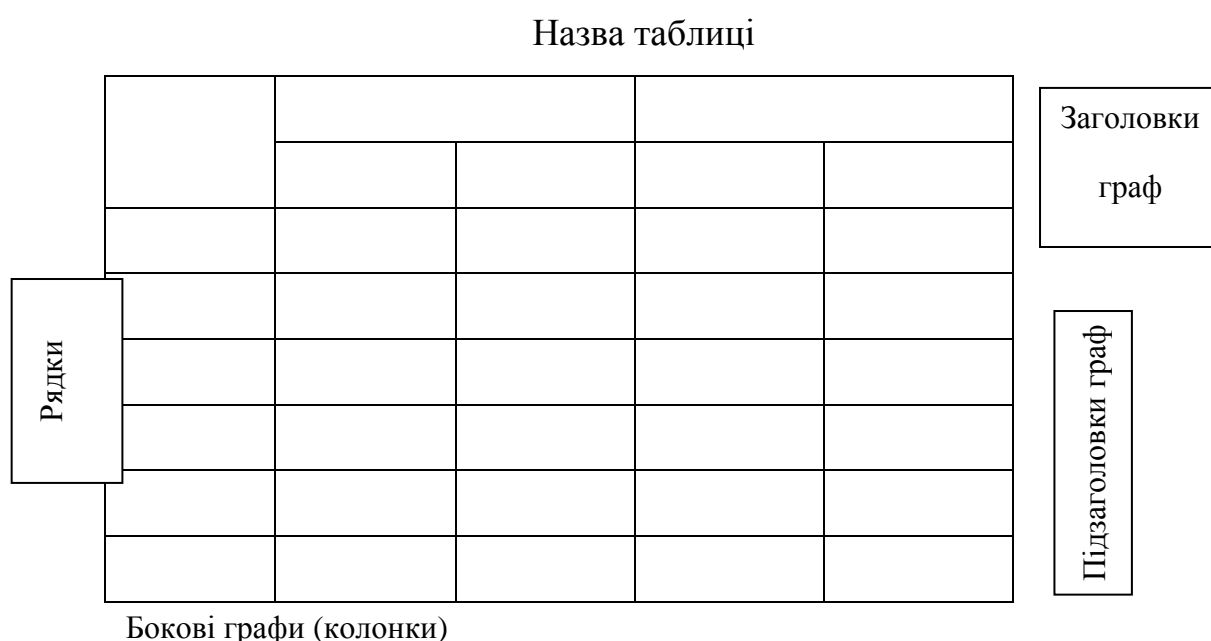 Назва таблиці
Заголовки
граф
Рядки
Підзаголовки граф
Бокові графи (колонки)